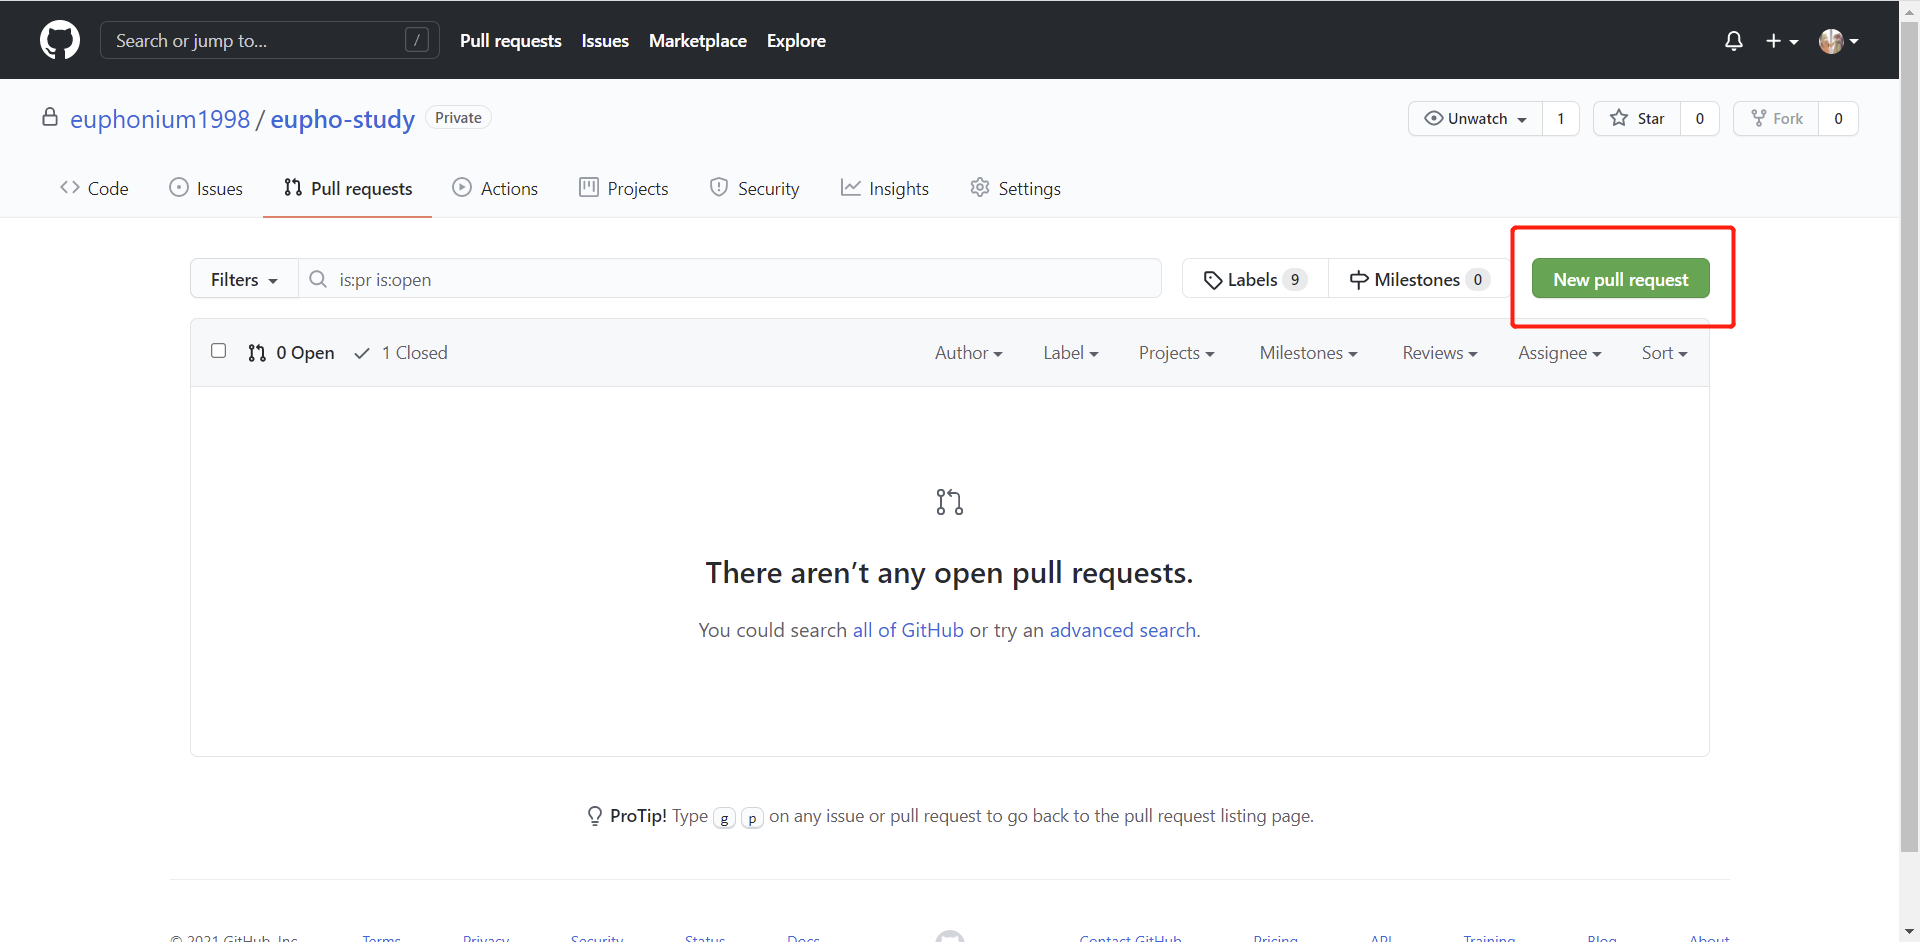 Search or jump to... / Pull requests Issues Marketplace Explore
euphonium1998 / eupho-study Private Unwatch 1 Star 0 Fork 0
Code Issues Pull requests Actions Projects Security Insights Settings
Filters is:pr is:open Labels 9 Milestones 0 New pull request
0 Open 1 Closed Author Label Projects Milestones Reviews Assignee Sort
There aren’t any open pull requests.
You could search all of GitHub or try an advanced search.
ProTip! Type g p on any issue or pull request to go back to the pull request listing page.
© 2021 GitHub, Inc. Terms Privacy Security Status Docs Contact GitHub Pricing API Training Blog About